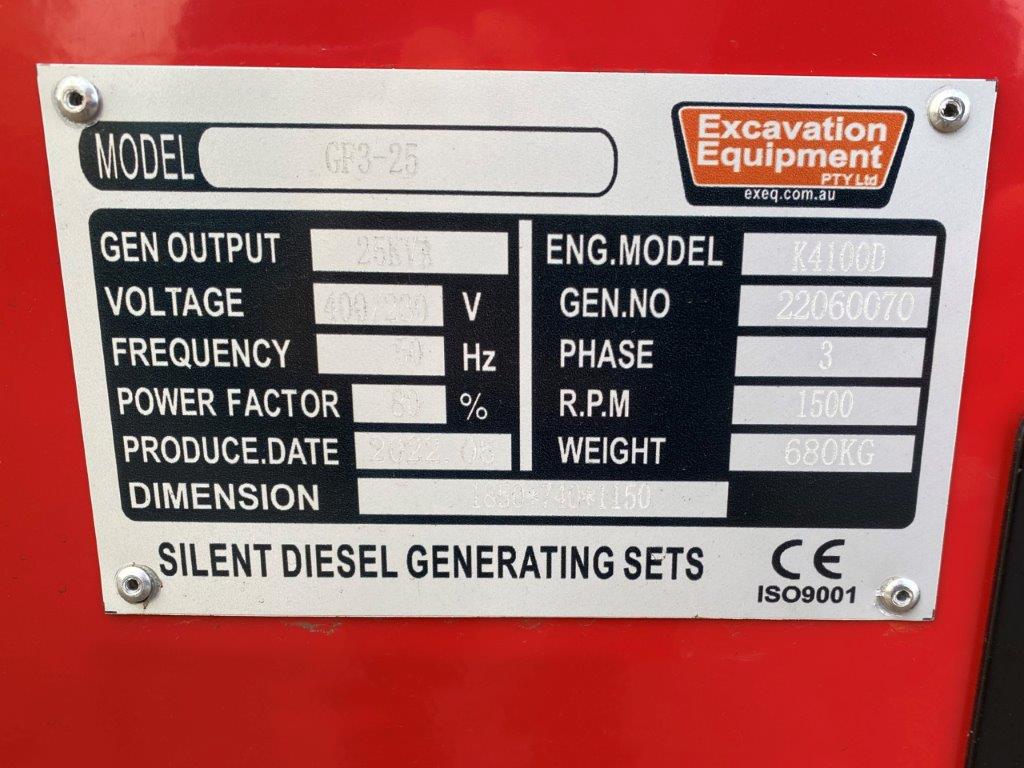 MODEL GF3-25
Excavation
Equipment
PTY Ltd
exeq.com.au
GEN OUTPUT 25KVA
VOLTAGE 400/230 V
FREQUENCY 50 Hz
POWER FACTOR 80 %
PRODUCE.DATE 2022.06
ENG.MODEL K4100D
GEN.NO 22060070
PHASE 3
R.P.M 1500
WEIGHT 680KG
DIMENSION 1850*740*1150
SILENT DIESEL GENERATING SETS
CE
ISO9001